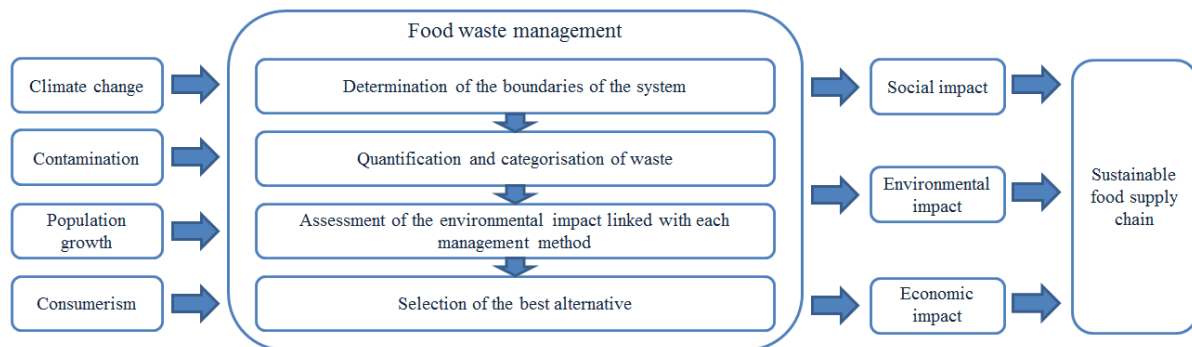 Food waste management
Climate change
Contamination
Population
growth
Consumerism
Determination of the boundaries of the system
Quantification and categorisation of waste
Assessment of the environmental impact linked with each
management method
Selection of the best alternative
Social impact
Environmental
impact
Economic
impact
Sustainable
food supply
chain